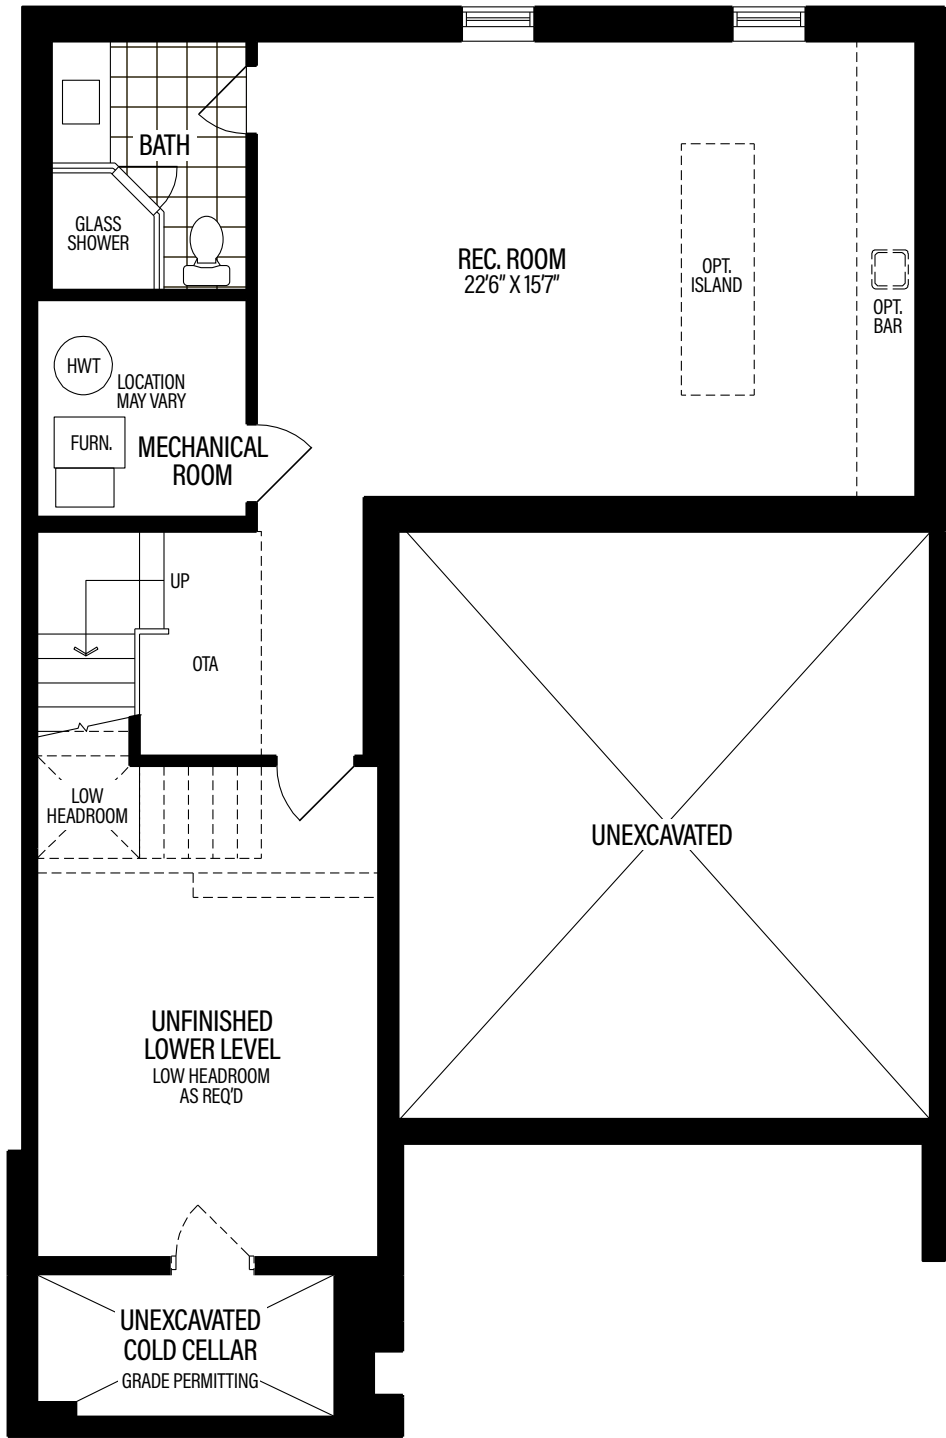 BATH
GLASS
SHOWER
REC. ROOM
22'6" X 15'7"
OPT.
ISLAND
OPT.
BAR
HWT
LOCATION
MAY VARY
FURN.
MECHANICAL
ROOM
UP
OTA
LOW
HEADROOM
UNEXCAVATED
UNFINISHED
LOWER LEVEL
LOW HEADROOM
AS REQ'D
UNEXCAVATED
COLD CELLAR
GRADE PERMITTING